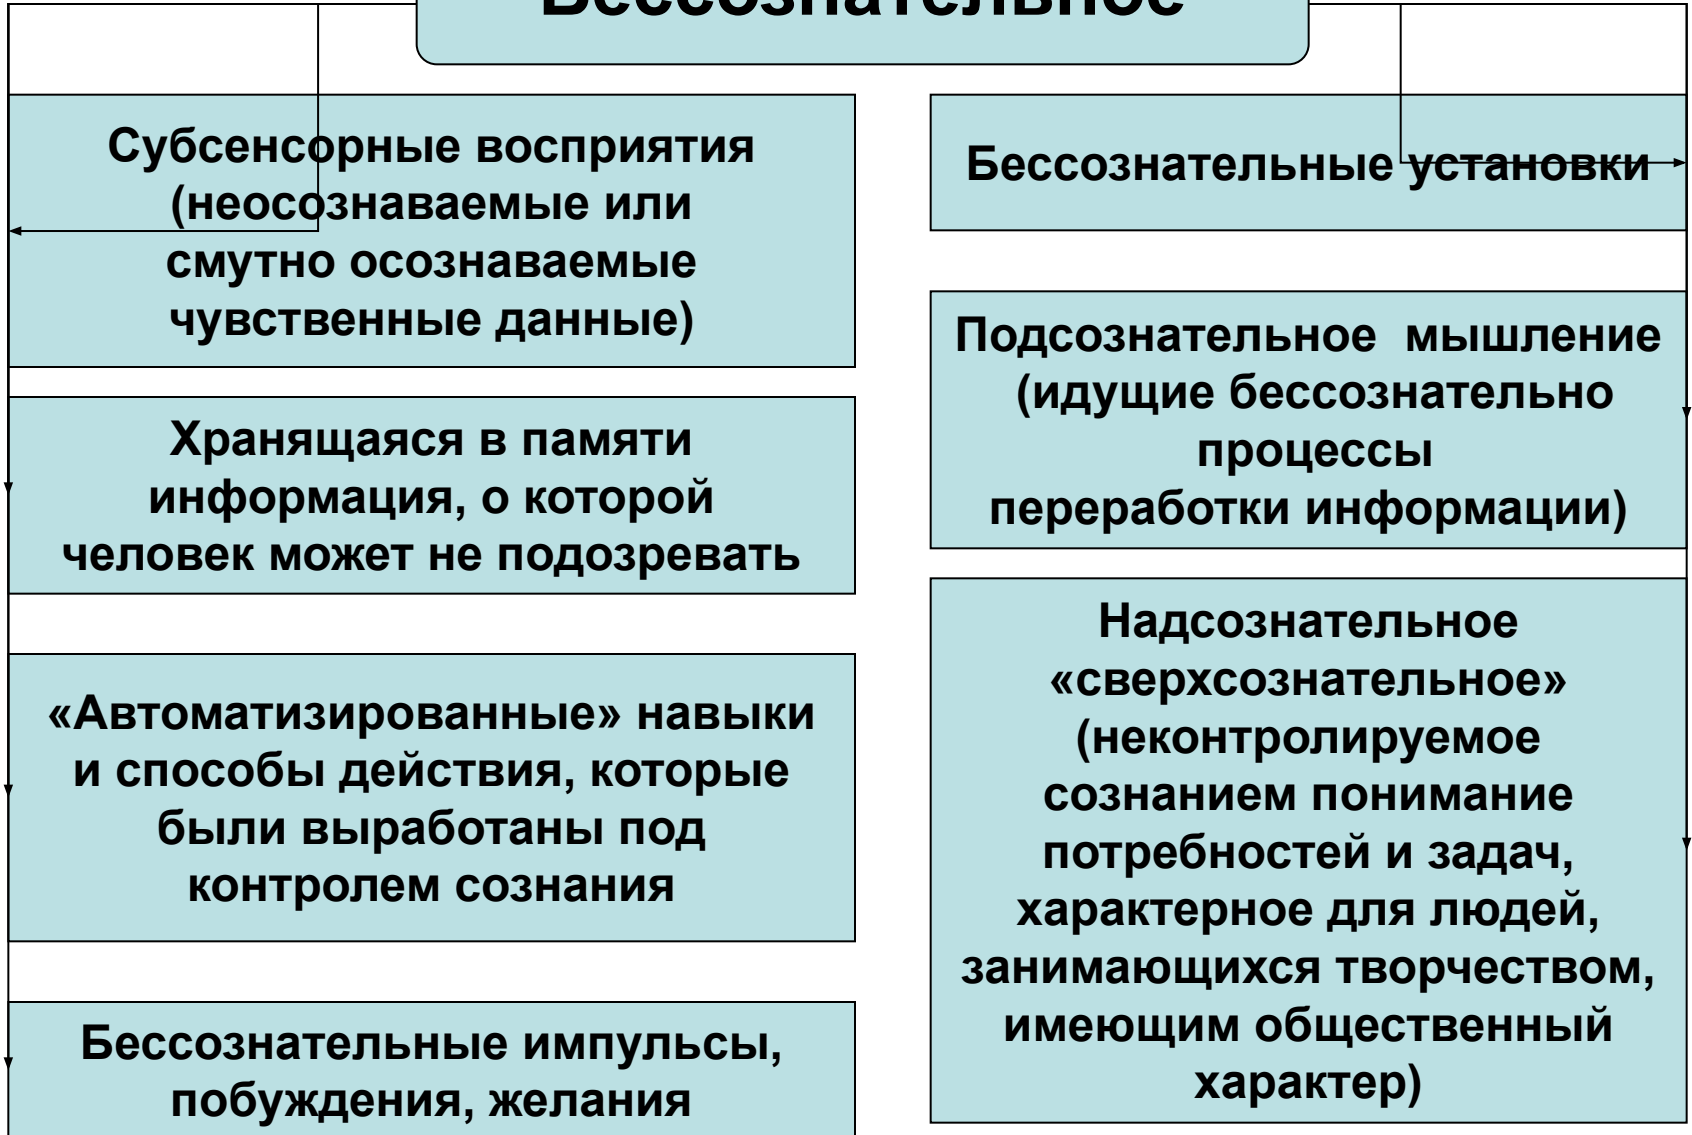 Бессознательное
Субсенсорные восприятия
(неосознаваемые или
смутно осознаваемые
чувственные данные)
Хранящаяся в памяти
информация, о которой
человек может не подозревать
«Автоматизированные» навыки
и способы действия, которые
были выработаны под
контролем сознания
Бессознательные импульсы,
побуждения, желания
Бессознательные установки
Подсознательное мышление
(идущие бессознательно
процессы
переработки информации)
Надсознательное
«сверхсознательное»
(неконтролируемое
сознанием понимание
потребностей и задач,
характерное для людей,
занимающихся творчеством,
имеющим общественный
характер)